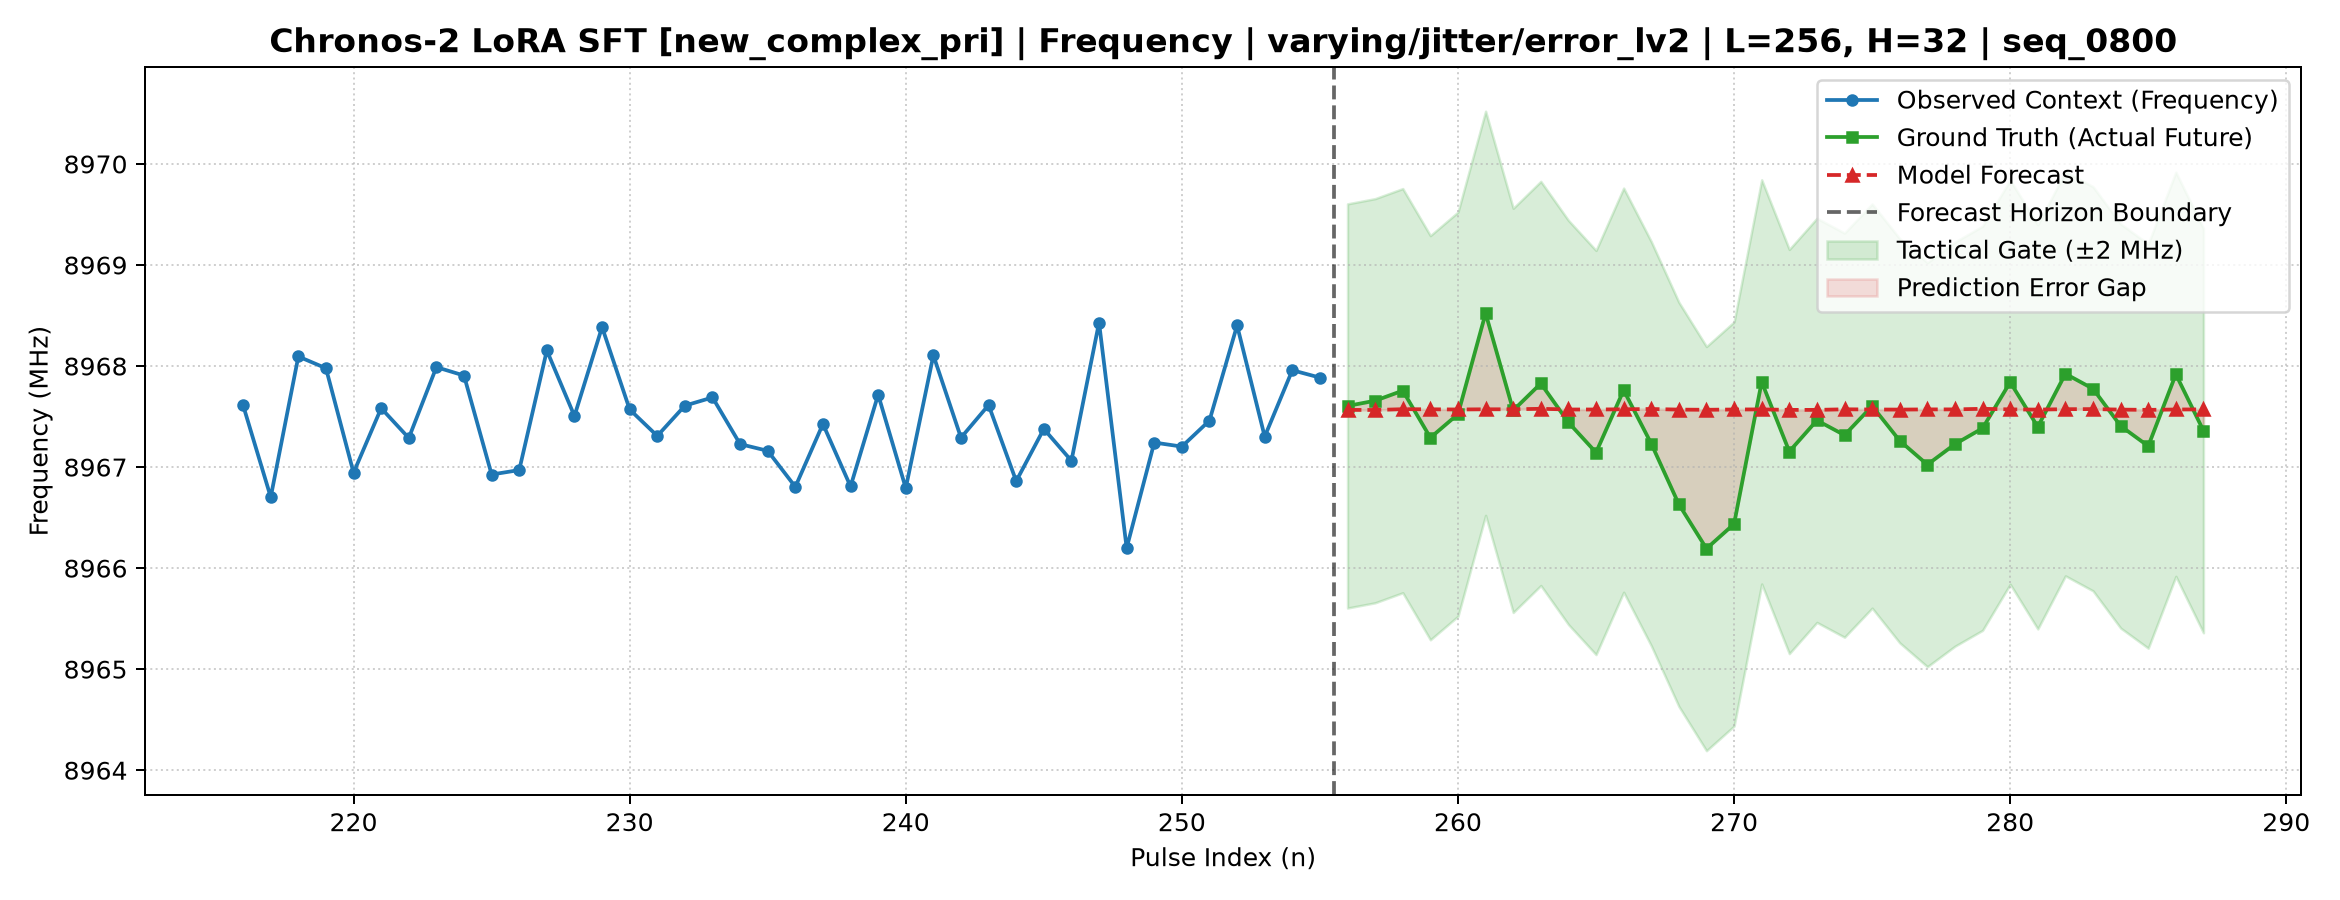 Chronos-2 LoRA SFT [new_complex_pri] | Frequency | varying/jitter/error_lv2 | L=256, H=32 | seq_0800
Observed Context (Frequency)
Ground Truth (Actual Future)
Model Forecast
Forecast Horizon Boundary
Tactical Gate (±2 MHz)
Prediction Error Gap
Frequency (MHz)
8970
8969
8968
8967
8966
8965
8964
220 230 240 250 260 270 280 290
Pulse Index (n)